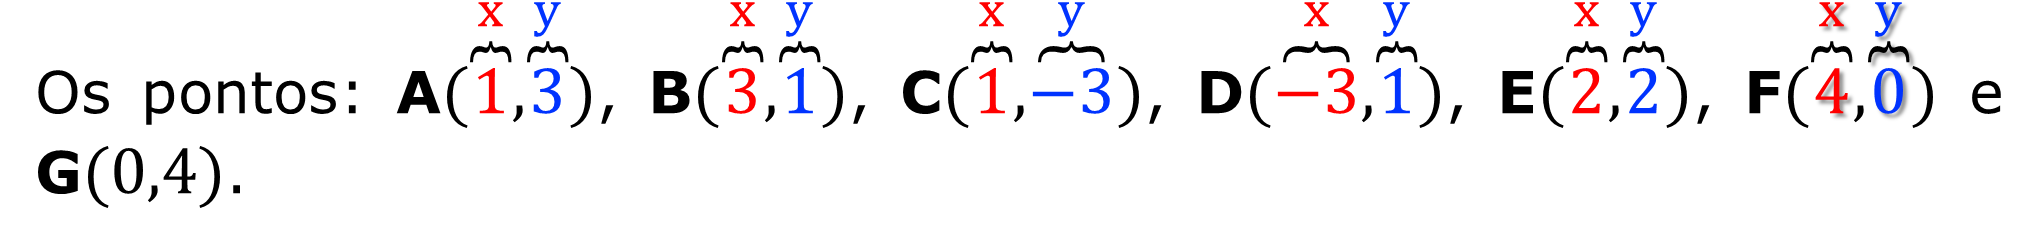 x y x y x y x y x y x y
Os pontos: A(1,3), B(3,1), C(1,−3), D(−3,1), E(2,2), F(4,0) e
G(0,4).